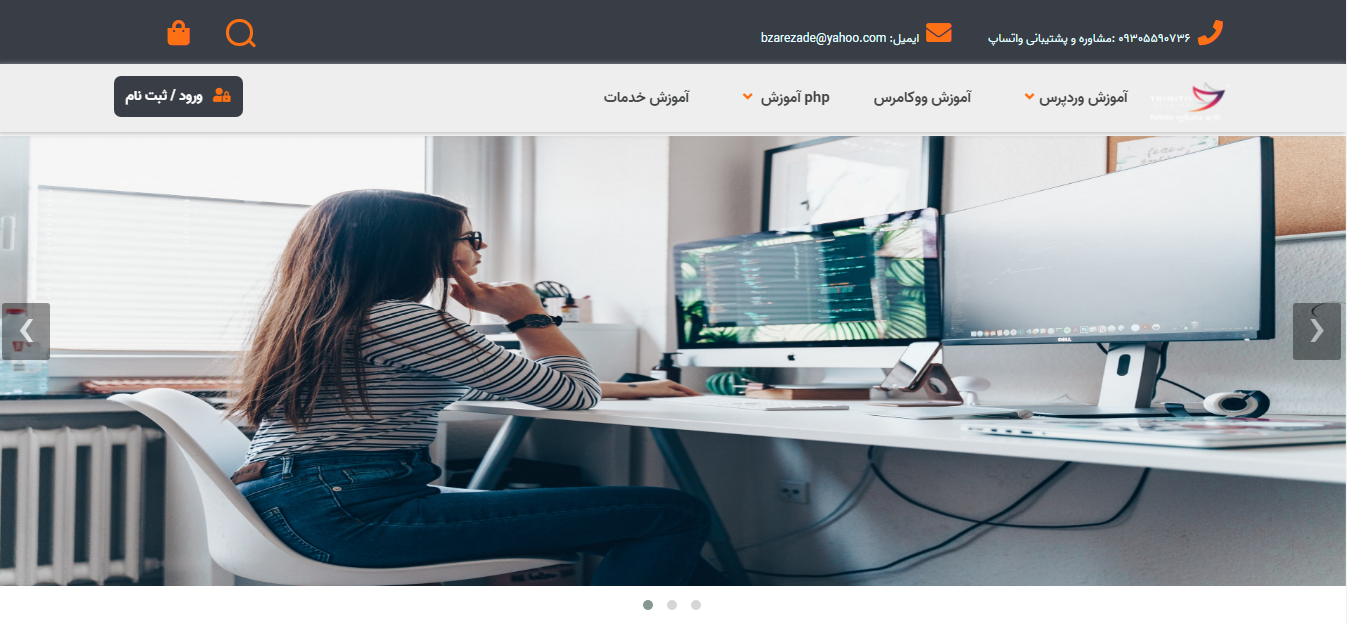 مشاوره و پشتیبانی واتساپ: ۰۹۳۰۵۵۹۰۷۳۶
ایمیل: bzarezade@yahoo.com
آموزش وردپرس
آموزش ووکامرس
آموزش php
آموزش خدمات
ورود / ثبت نام
DELL